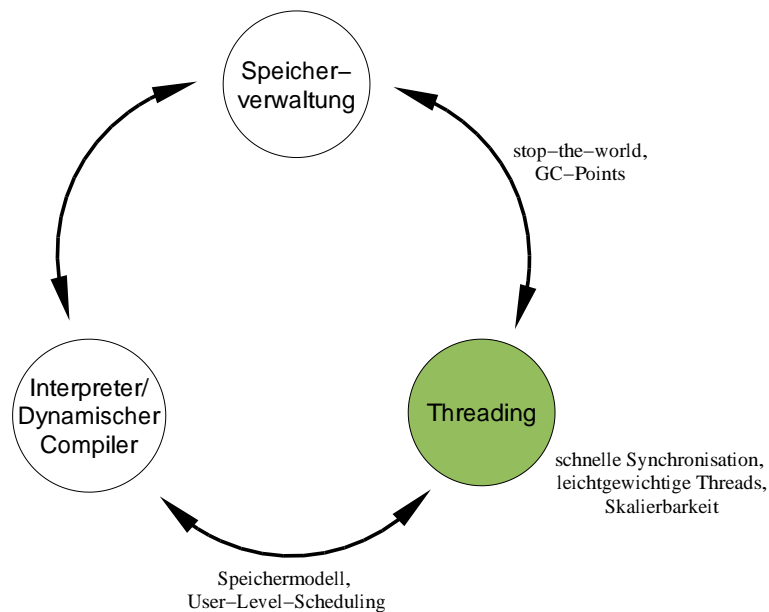 Speicher–
verwaltung
stop–the–world,
GC–Points
Interpreter/
Dynamischer
Compiler
Threading
schnelle Synchronisation,
leichtgewichtige Threads,
Skalierbarkeit
Speichermodell,
User–Level–Scheduling